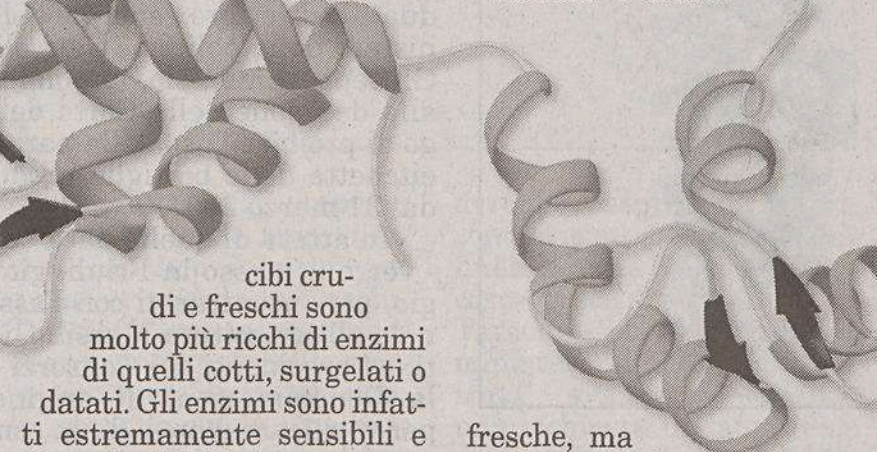 cibi cru-
di e freschi sono
molto più ricchi di enzimi
di quelli cotti, surgelati o
datati. Gli enzimi sono infat-
ti estremamente sensibili e
fresche, ma